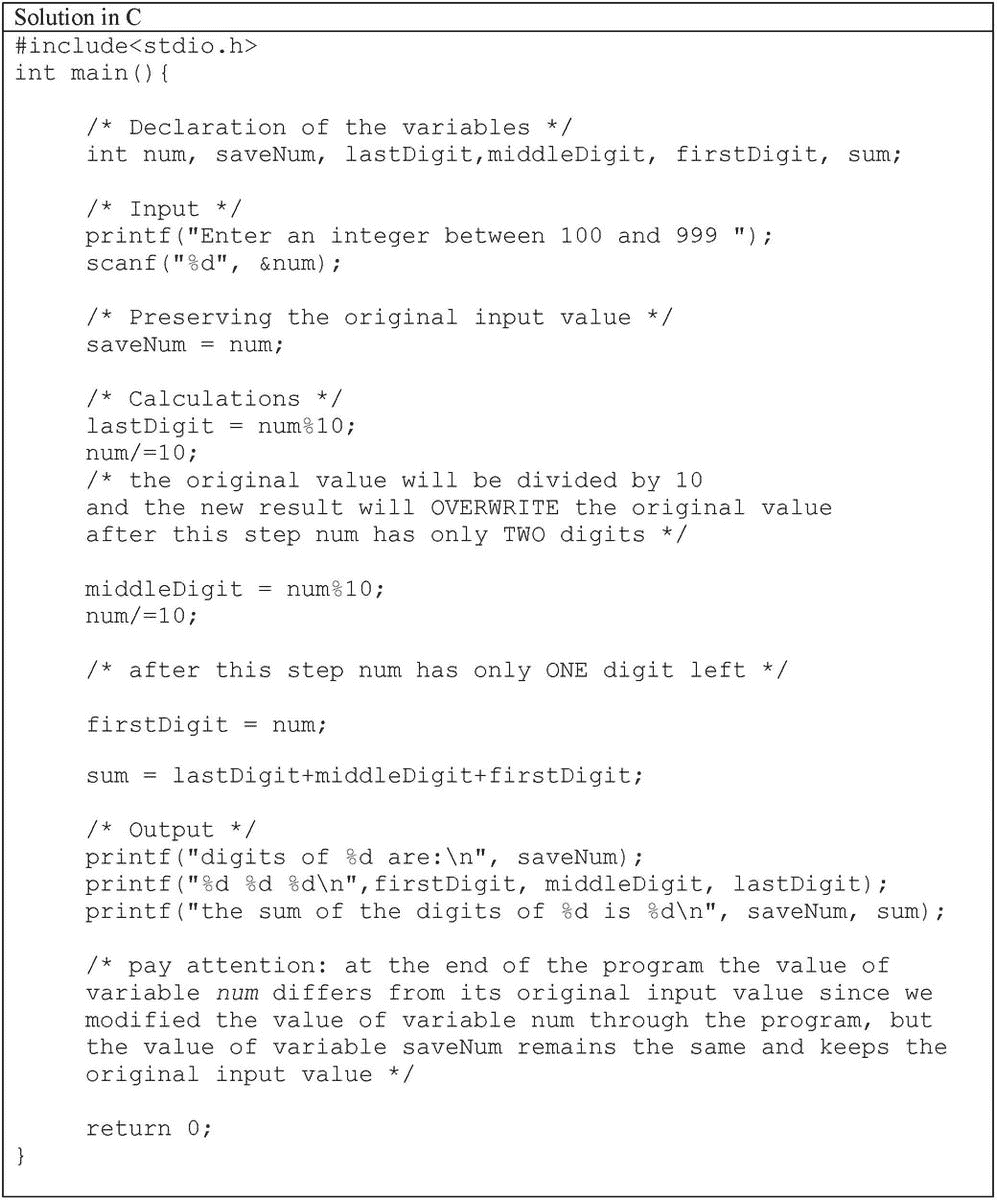 Solution in C
#include<stdio.h>
int main(){
/* Declaration of the variables */
int num, saveNum, lastDigit,middleDigit, firstDigit, sum;
/* Input */
printf("Enter an integer between 100 and 999 ");
scanf("%d", &num);
/* Preserving the original input value */
saveNum = num;
/* Calculations */
lastDigit = num%10;
num/=10;
/* the original value will be divided by 10
and the new result will OVERWRITE the original value
after this step num has only TWO digits */
middleDigit = num%10;
num/=10;
/* after this step num has only ONE digit left */
firstDigit = num;
sum = lastDigit+middleDigit+firstDigit;
/* Output */
printf("digits of %d are:\n", saveNum);
printf("%d %d %d\n",firstDigit, middleDigit, lastDigit);
printf("the sum of the digits of %d is %d\n", saveNum, sum);
/* pay attention: at the end of the program the value of
variable num differs from its original input value since we
modified the value of variable num through the program, but
the value of variable saveNum remains the same and keeps the
original input value */
return 0;
}